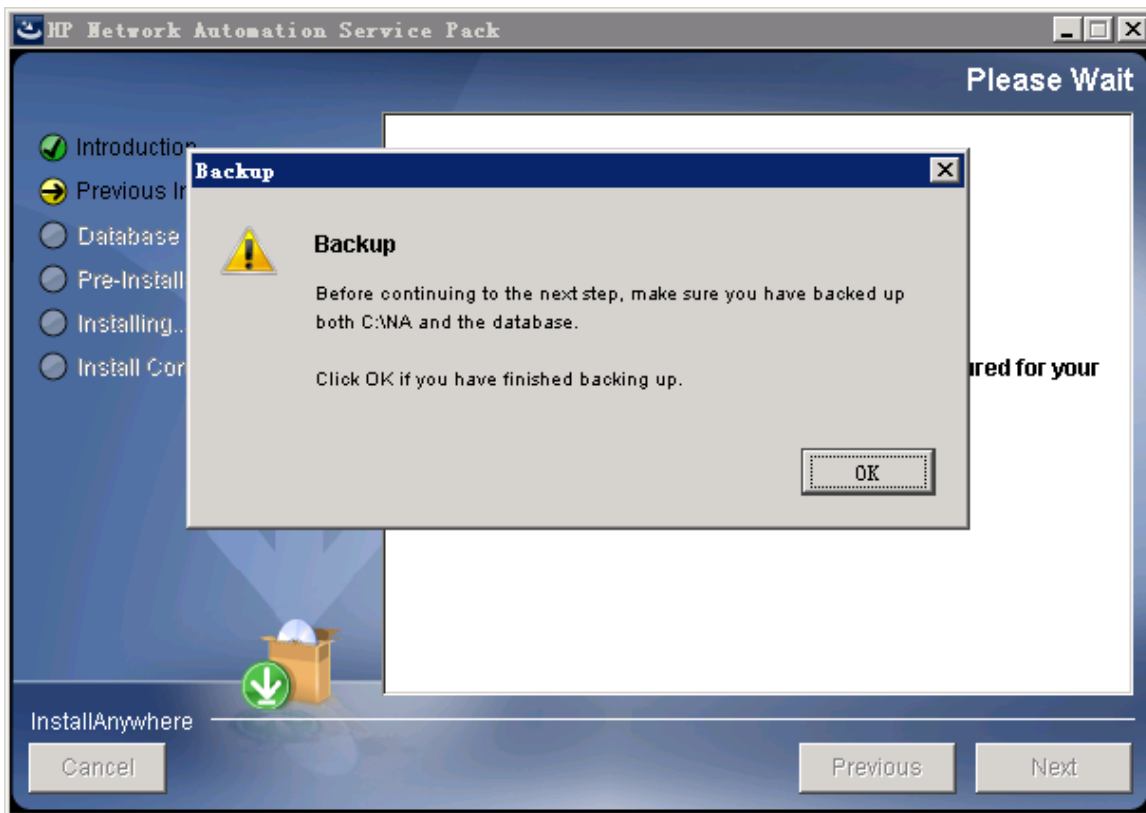 HP Network Automation Service Pack
Please Wait
Introduction
Previous
Database
Pre-Install
Installing..
Install
Backup
Backup
Before continuing to the next step, make sure you have backed up
both C:\NA and the database.
Click OK if you have finished backing up.
OK
for your
InstallAnywhere
Cancel
Previous
Next